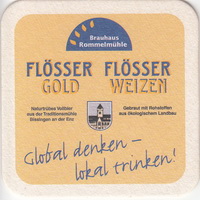 Brauhaus
Rommelmühle
FLÖSSER FLÖSSER
GOLD WEIZEN
Naturtrübes Vollbier
aus der Traditionsmühle
Bissingen an der Enz
Gebraut mit Rohstoffen
aus ökologischem Landbau
Global denken –
lokal trinken!